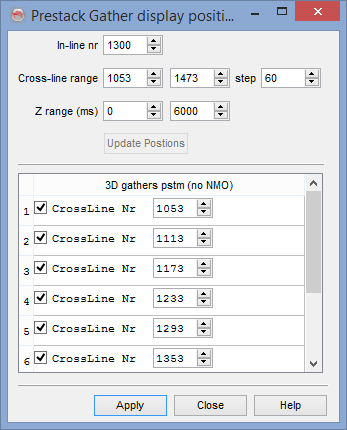 Prestack Gather display positi...
In-line nr 1300
Cross-line range 1053 1473 step 60
Z range (ms) 0 6000
Update Postions
3D gathers pstm (no NMO)
1 CrossLine Nr 1053
2 CrossLine Nr 1113
3 CrossLine Nr 1173
4 CrossLine Nr 1233
5 CrossLine Nr 1293
6 CrossLine Nr 1353
Apply Close Help